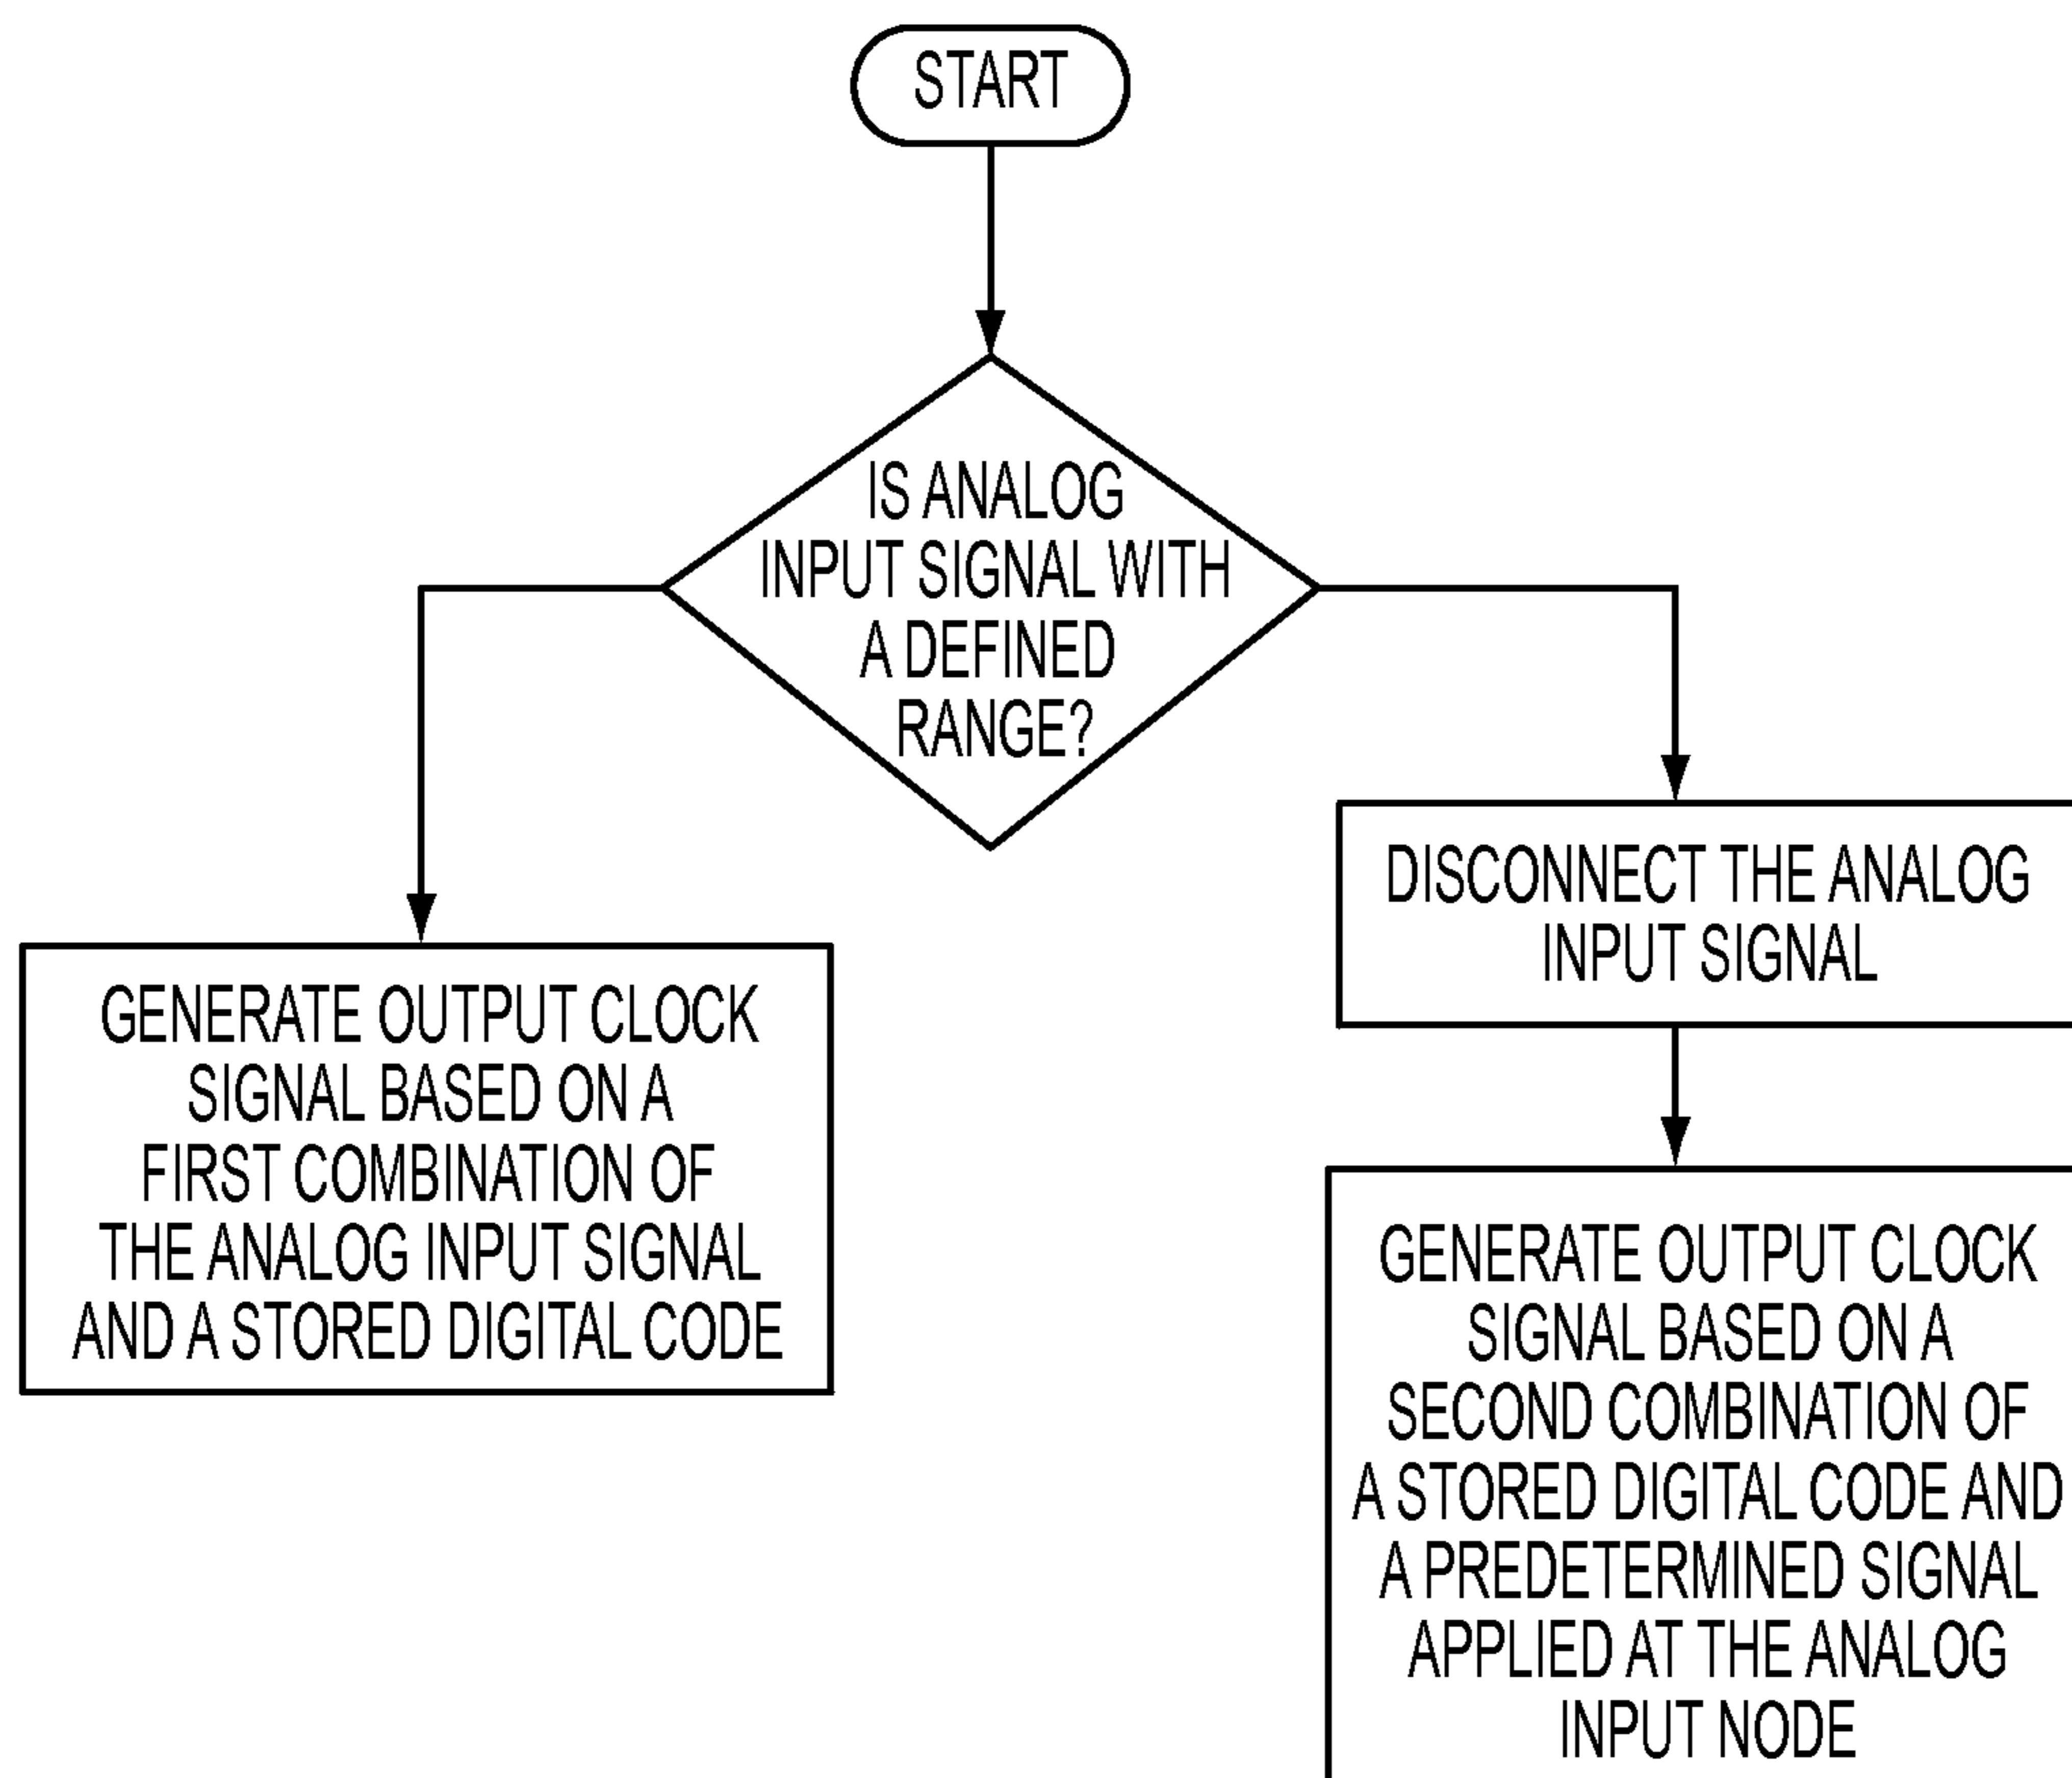 START
IS ANALOG
INPUT SIGNAL WITH
A DEFINED
RANGE?
GENERATE OUTPUT CLOCK
SIGNAL BASED ON A
FIRST COMBINATION OF
THE ANALOG INPUT SIGNAL
AND A STORED DIGITAL CODE
DISCONNECT THE ANALOG
INPUT SIGNAL
GENERATE OUTPUT CLOCK
SIGNAL BASED ON A
SECOND COMBINATION OF
A STORED DIGITAL CODE AND
A PREDETERMINED SIGNAL
APPLIED AT THE ANALOG
INPUT NODE